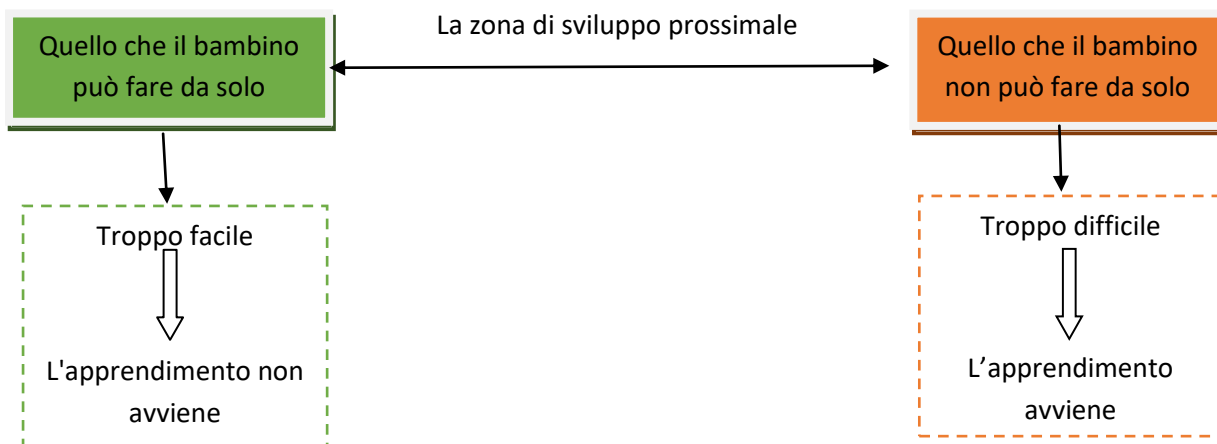 La zona di sviluppo prossimale
Quello che il bambino
può fare da solo
Quello che il bambino
non può fare da solo
Troppo facile
L'apprendimento non
avviene
Troppo difficile
L’apprendimento
avviene